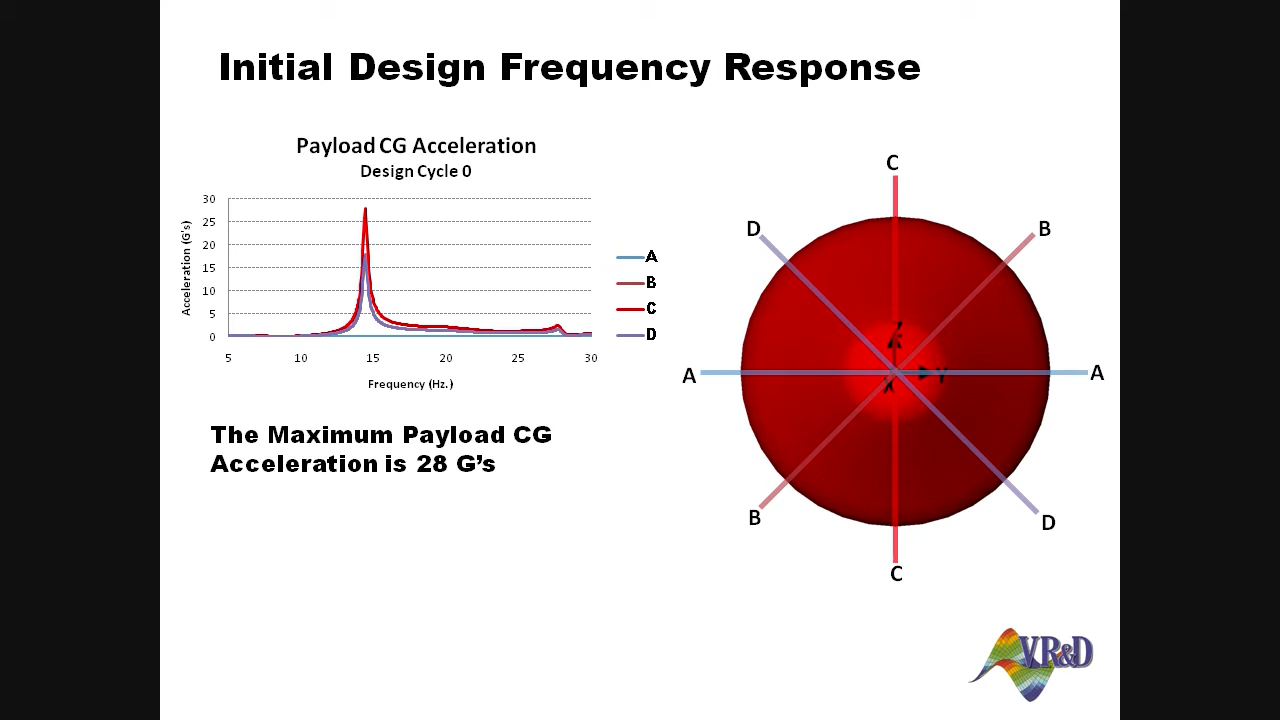 Initial Design Frequency Response
Payload CG Acceleration
Design Cycle 0
Acceleration (G's)
30
25
20
15
10
5
0
5 10 15 20 25 30
Frequency (Hz.)
A
B
C
D
The Maximum Payload CG
Acceleration is 28 G’s
C
D
B
A
A
B
D
C
Z
Y
X
VR&D